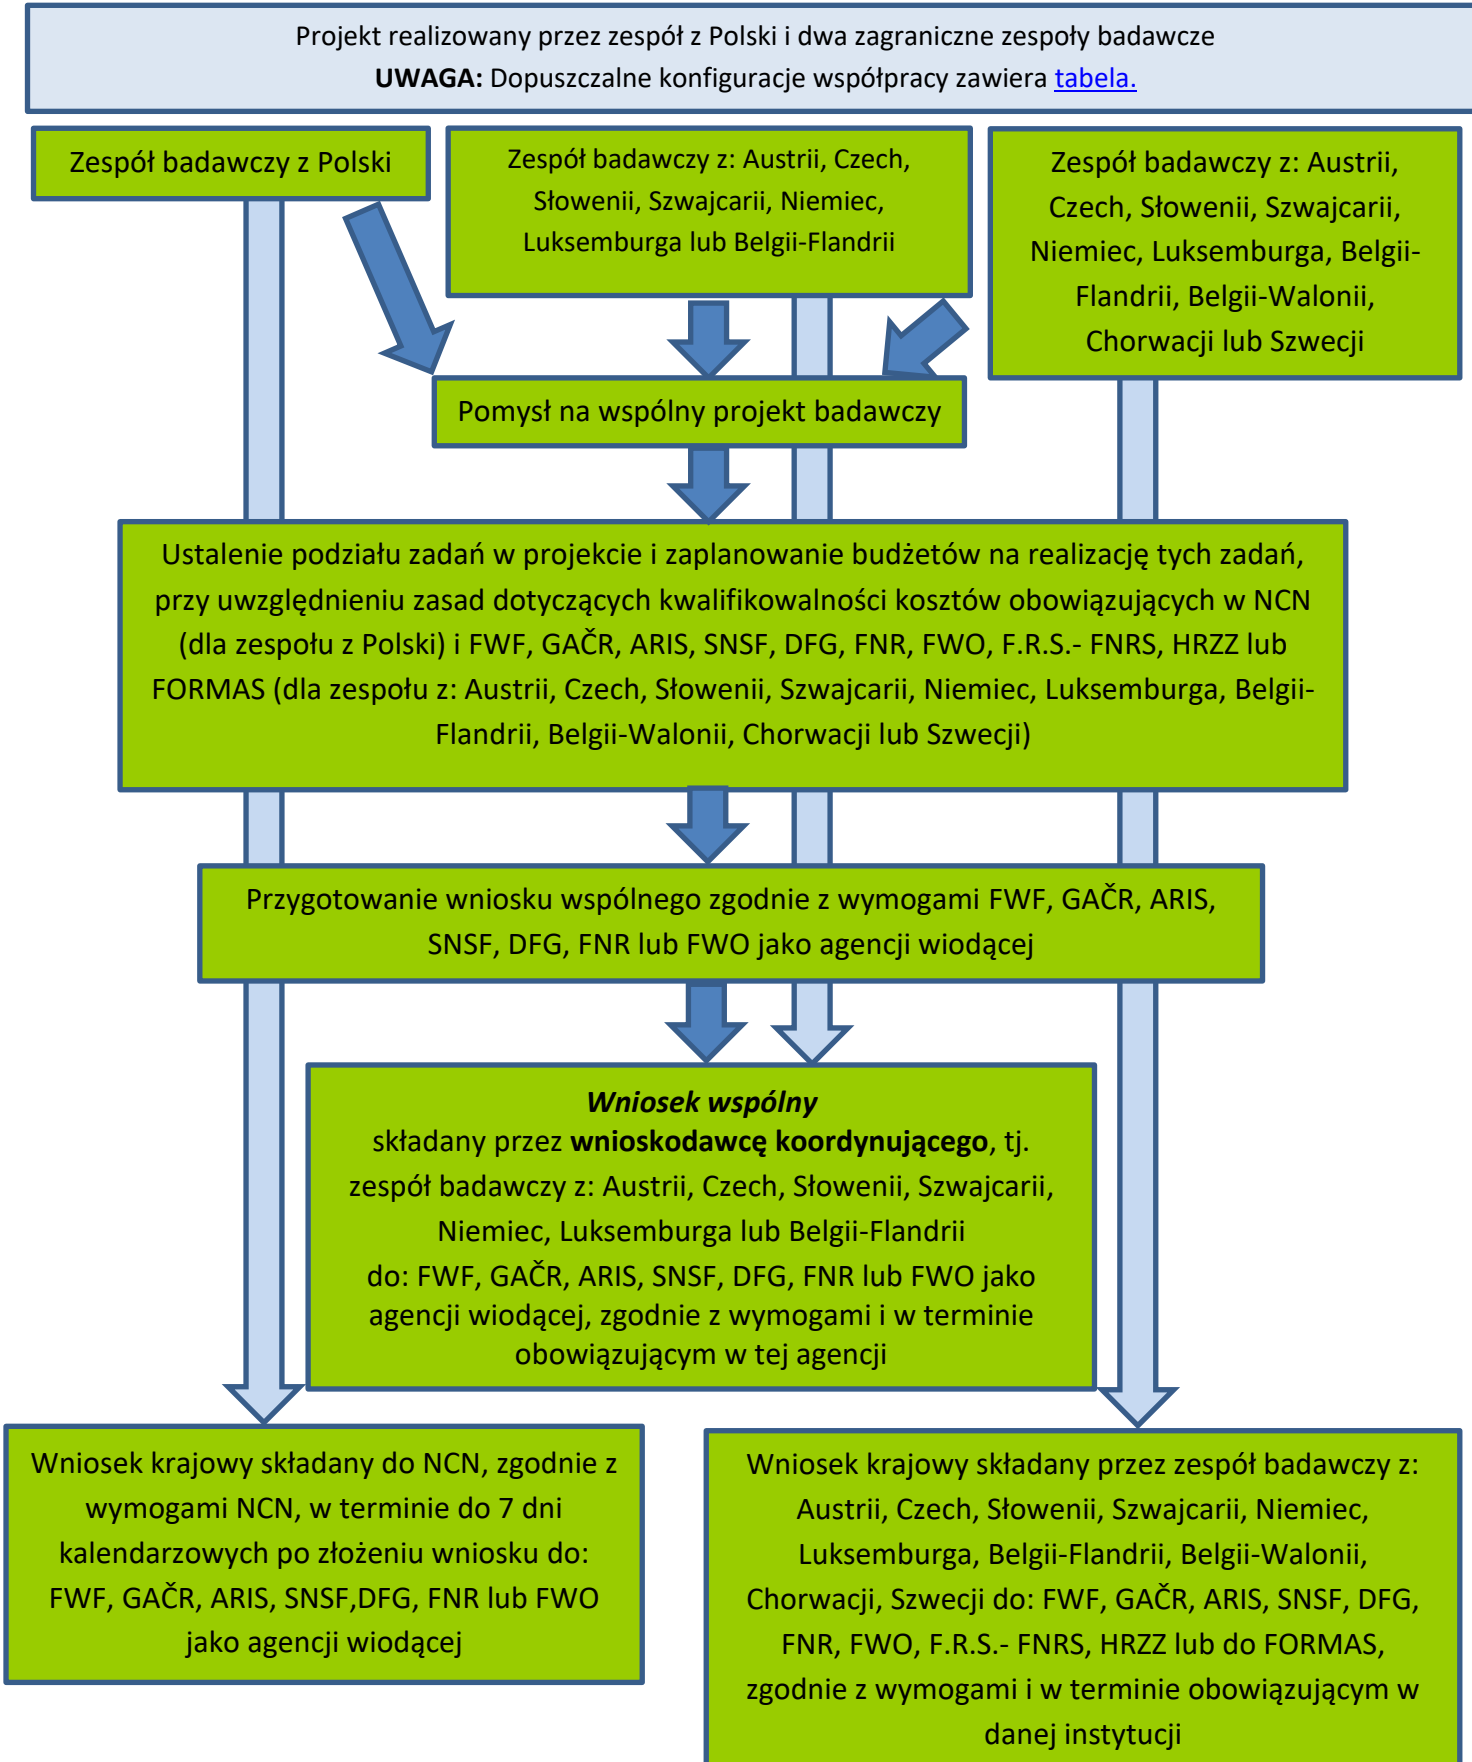 Projekt realizowany przez zespół z Polski i dwa zagraniczne zespoły badawcze
UWAGA: Dopuszczalne konfiguracje współpracy zawiera tabela.
Zespół badawczy z Polski
Zespół badawczy z: Austrii, Czech,
Słowenii, Szwajcarii, Niemiec,
Luksemburga lub Belgii-Flandrii
Zespół badawczy z: Austrii,
Czech, Słowenii, Szwajcarii,
Niemiec, Luksemburga, Belgii-
Flandrii, Belgii-Walonii,
Chorwacji lub Szwecji
Pomysł na wspólny projekt badawczy
Ustalenie podziału zadań w projekcie i zaplanowanie budżetów na realizację tych zadań,
przy uwzględnieniu zasad dotyczących kwalifikowalności kosztów obowiązujących w NCN
(dla zespołu z Polski) i FWF, GAČR, ARIS, SNSF, DFG, FNR, FWO, F.R.S.- FNRS, HRZZ lub
FORMAS (dla zespołu z: Austrii, Czech, Słowenii, Szwajcarii, Niemiec, Luksemburga, Belgii-
Flandrii, Belgii-Walonii, Chorwacji lub Szwecji)
Przygotowanie wniosku wspólnego zgodnie z wymogami FWF, GAČR, ARIS,
SNSF, DFG, FNR lub FWO jako agencji wiodącej
Wniosek wspólny
składany przez wnioskodawcę koordynującego, tj.
zespół badawczy z: Austrii, Czech, Słowenii, Szwajcarii,
Niemiec, Luksemburga lub Belgii-Flandrii
do: FWF, GAČR, ARIS, SNSF, DFG, FNR lub FWO jako
agencji wiodącej, zgodnie z wymogami i w terminie
obowiązującym w tej agencji
Wniosek krajowy składany do NCN, zgodnie z
wymogami NCN, w terminie do 7 dni
kalendarzowych po złożeniu wniosku do:
FWF, GAČR, ARIS, SNSF,DFG, FNR lub FWO
jako agencji wiodącej
Wniosek krajowy składany przez zespół badawczy z:
Austrii, Czech, Słowenii, Szwajcarii, Niemiec,
Luksemburga, Belgii-Flandrii, Belgii-Walonii,
Chorwacji, Szwecji do: FWF, GAČR, ARIS, SNSF, DFG,
FNR, FWO, F.R.S.- FNRS, HRZZ lub do FORMAS,
zgodnie z wymogami i w terminie obowiązującym w
danej instytucji